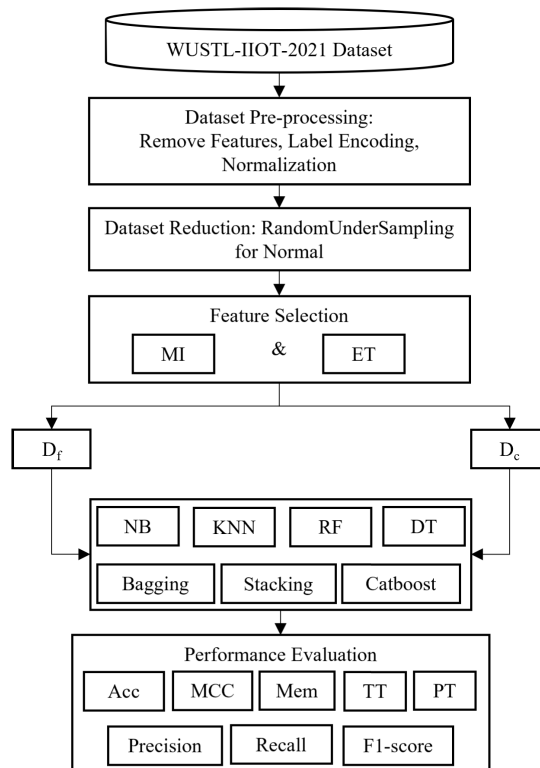 WUSTL-IIOT-2021 Dataset
Dataset Pre-processing:
Remove Features, Label Encoding,
Normalization
Dataset Reduction: RandomUnderSampling
for Normal
Feature Selection
MI & ET
D_f D_c
NB KNN RF DT
Bagging Stacking Catboost
Performance Evaluation
Acc MCC Mem TT PT
Precision Recall F1-score